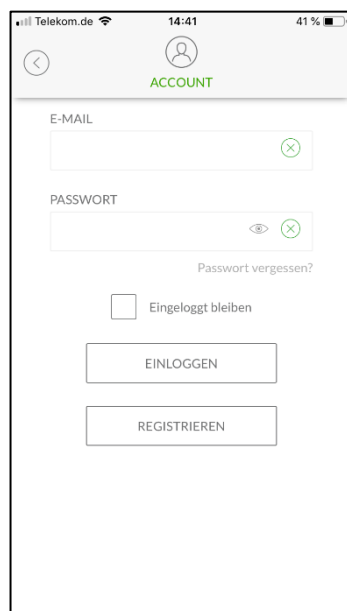 Telekom.de 14:41 41 %
ACCOUNT
E-MAIL
PASSWORT
Passwort vergessen?
Eingeloggt bleiben
EINLOGGEN
REGISTRIEREN